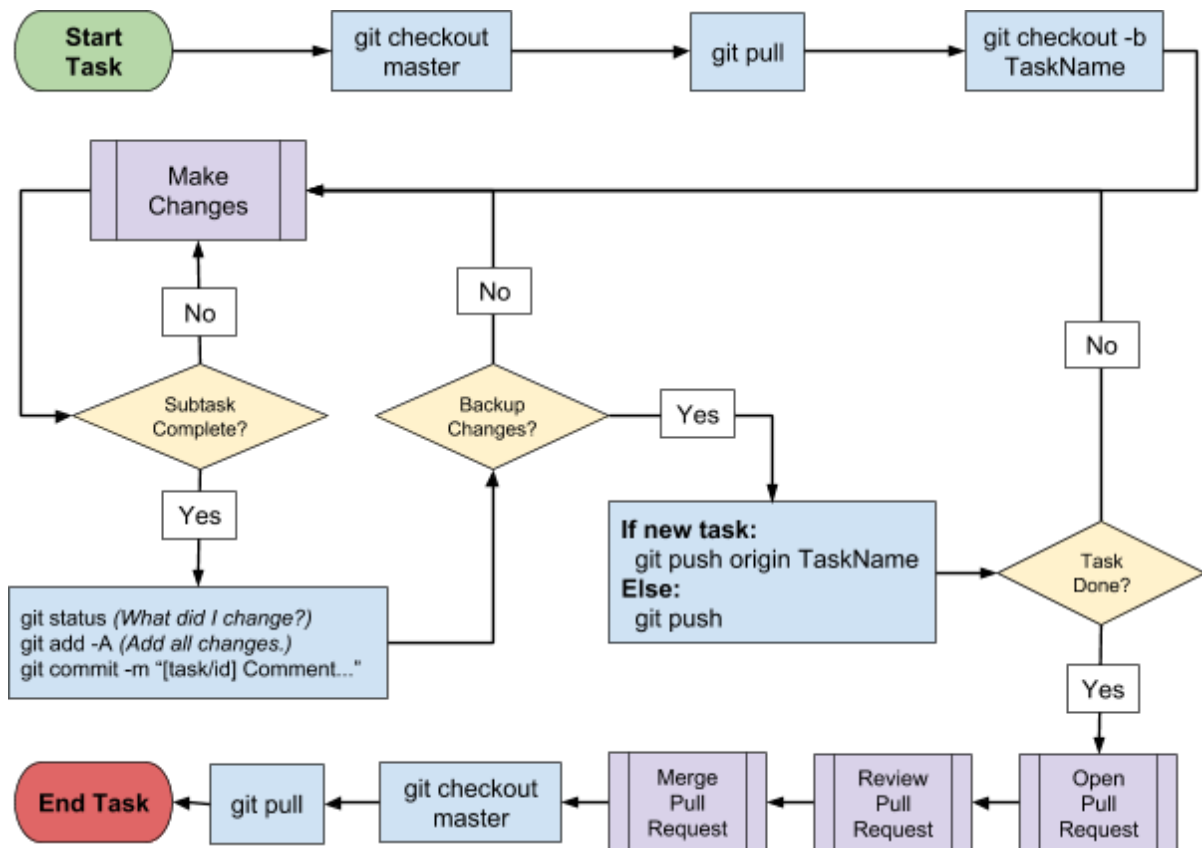 Start
Task
git checkout
master
git pull
git checkout -b
TaskName
Make
Changes
No
No
No
Subtask
Complete?
Backup
Changes?
Yes
Yes
If new task:
git push origin TaskName
Else:
git push
Task
Done?
git status (What did I change?)
git add -A (Add all changes.)
git commit -m “[task/id] Comment...”
Yes
End Task
git pull
git checkout
master
Merge
Pull
Request
Review
Pull
Request
Open
Pull
Request